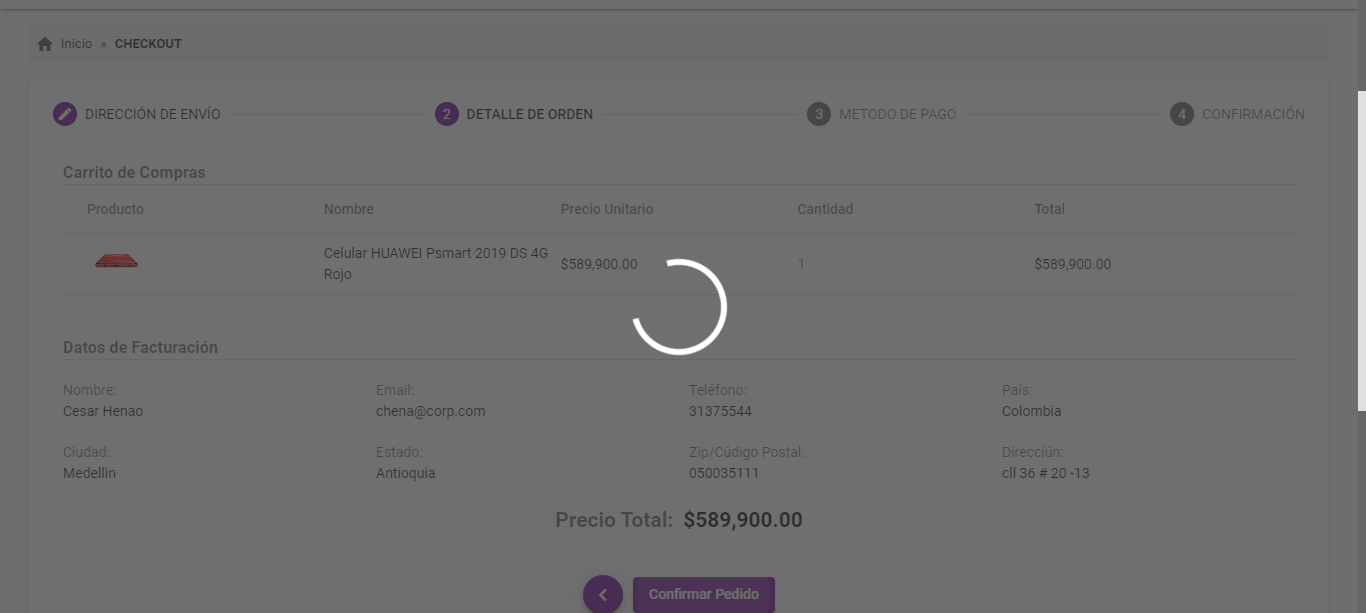 Inicio » CHECKOUT
DIRECCIÓN DE ENVÍO 2 DETALLE DE ORDEN 3 METODO DE PAGO 4 CONFIRMACIÓN
Carrito de Compras
Producto Nombre Precio Unitario Cantidad Total
Celular HUAWEI Psmart 2019 DS 4G
Rojo
$589,900.00 1 $589,900.00
Datos de Facturación
Nombre: Email: Teléfono: País:
Cesar Henao chena@corp.com 31375544 Colombia
Ciudad: Estado: Zip/Cúdigo Postal: Direcciún:
Medellin Antioquia 050035111 cll 36 # 20 -13
Precio Total: $589,900.00
Confirmar Pedido